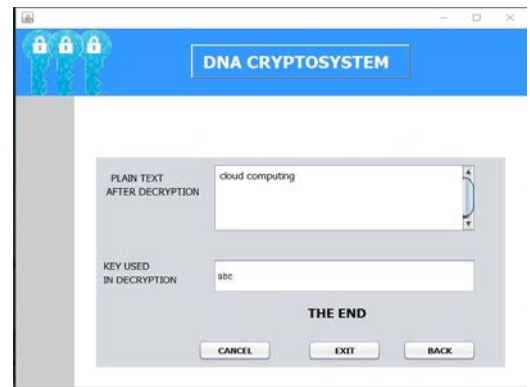 DNA CRYPTOSYSTEM
PLAIN TEXT
AFTER DECRYPTION
cloud computing
KEY USED
IN DECRYPTION
abc
THE END
CANCEL EXIT BACK